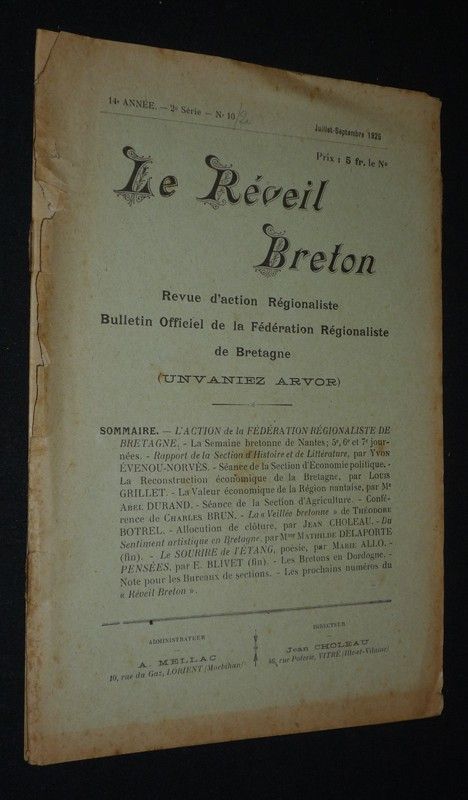 14e ANNÉE. — 2e Série — No 10
Juillet-Septembre 1925
Prix : 5 fr. le No
Le Réveil
Breton
Revue d'action Régionaliste
Bulletin Officiel de la Fédération Régionaliste
de Bretagne
(UNVANIEZ ARVOR)
SOMMAIRE. — L'ACTION de la FÉDÉRATION RÉGIONALISTE DE
BRETAGNE. - La Semaine bretonne de Nantes; 5e, 6e et 7e jour-
nées. - Rapport de la Section d'Histoire et de Littérature, par YVON
ÉVENOU-NORVÈS. - Séance de la Section d'Economie politique. -
La Reconstruction économique de la Bretagne, par LOUIS
GRILLET. - La Valeur économique de la Région nantaise, par Me
ABEL DURAND. - Séance de la Section d'Agriculture. - Confé-
rence de CHARLES BRUN. - La « Veillée bretonne » de THÉODORE
BOTREL. - Allocution de clôture, par JEAN CHOLEAU. - Du
Sentiment artistique en Bretagne, par Mme MATHILDE DELAPORTE
(fin). - Le SOURIRE de l'ÉTANG, poésie, par MARIE ALLO. -
PENSÉES, par E. BLIVET (fin). - Les Bretons en Dordogne. -
Note pour les Bureaux de sections. - Les prochains numéros du
« Réveil Breton ».
ADMINISTRATEUR
A. MELLAC
10, rue du Gaz, LORIENT (Morbihan)
DIRECTEUR
Jean CHOLEAU
46, rue Poterie, VITRÉ (Ille-et-Vilaine)